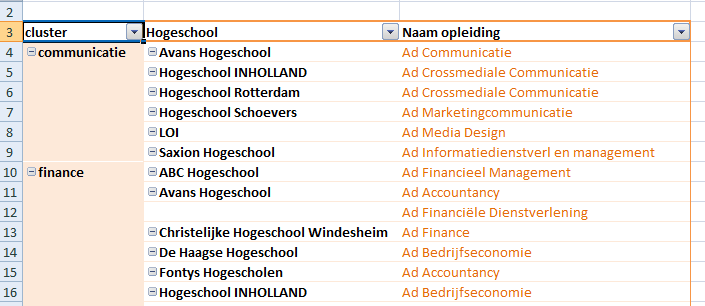 2
3 cluster Hogeschool Naam opleiding
4 communicatie Avans Hogeschool Ad Communicatie
5 Hogeschool INHOLLAND Ad Crossmediale Communicatie
6 Hogeschool Rotterdam Ad Crossmediale Communicatie
7 Hogeschool Schoevers Ad Marketingcommunicatie
8 LOI Ad Media Design
9 Saxion Hogeschool Ad Informatiedienstverl en management
10 finance ABC Hogeschool Ad Financieel Management
11 Avans Hogeschool Ad Accountancy
12 Ad Financiële Dienstverlening
13 Christelijke Hogeschool Windesheim Ad Finance
14 De Haagse Hogeschool Ad Bedrijfseconomie
15 Fontys Hogescholen Ad Accountancy
16 Hogeschool INHOLLAND Ad Bedrijfseconomie